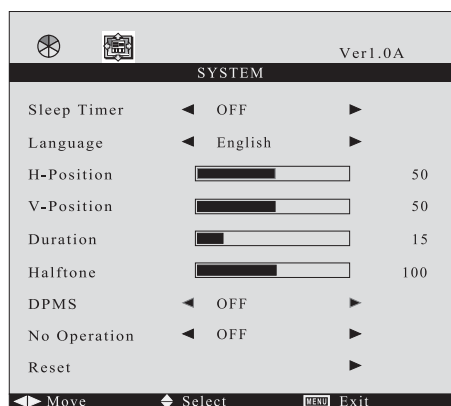 Ver1.0A
SYSTEM
Sleep Timer OFF
Language English
H-Position 50
V-Position 50
Duration 15
Halftone 100
DPMS OFF
No Operation OFF
Reset
Move Select MENU Exit